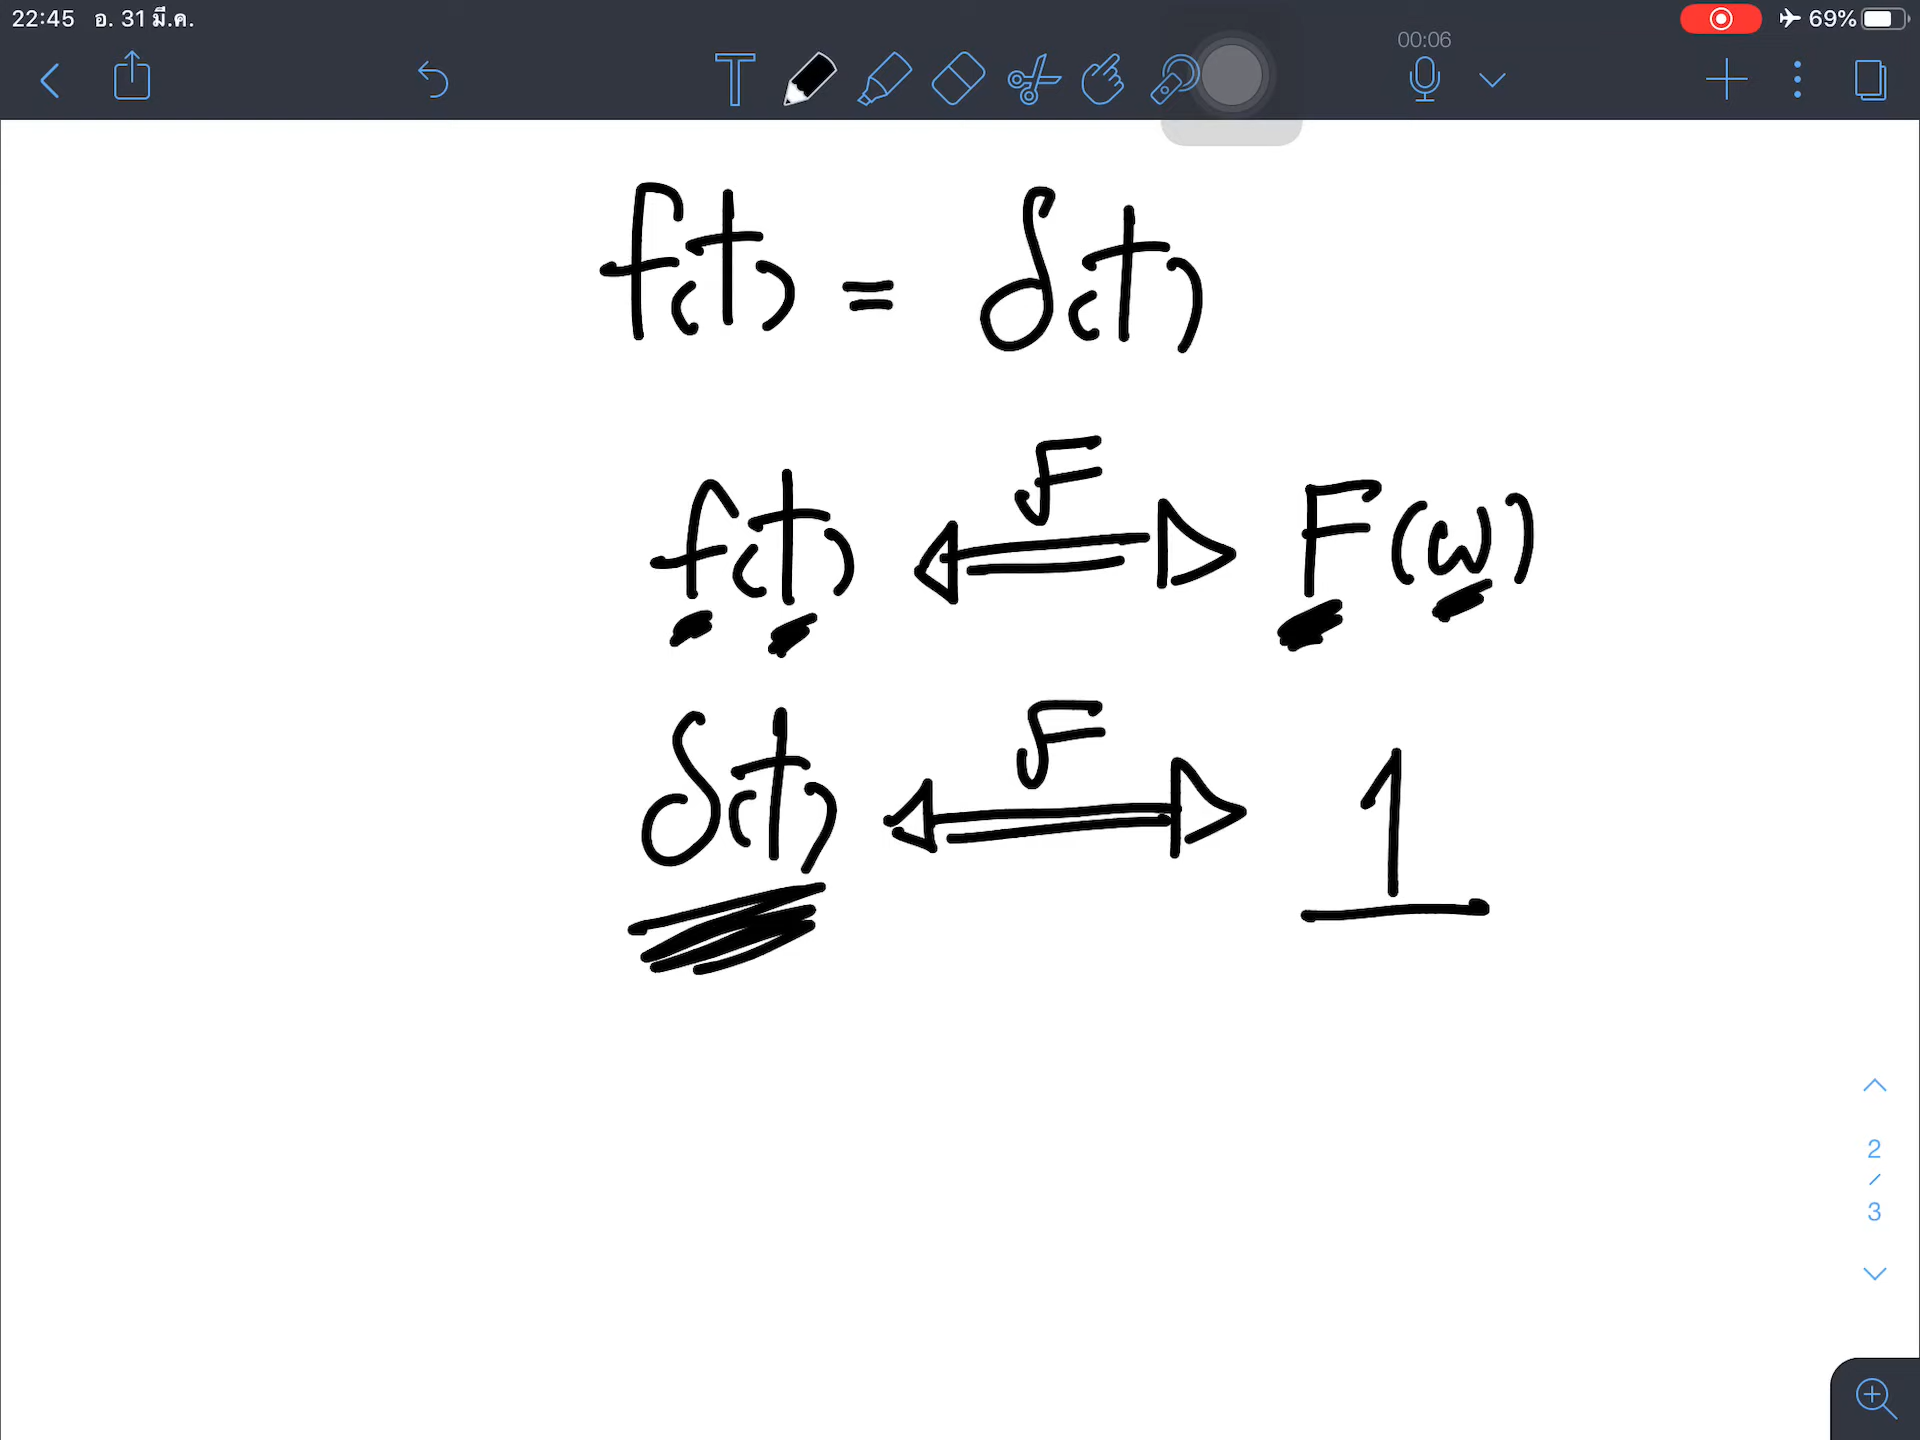 22:45 อ. 31 มี.ค. 69%
00:06
T
f(t) = δ(t)
F
f(t) ⟺ F(ω)
F
δ(t) ⟺ 1
2
/
3